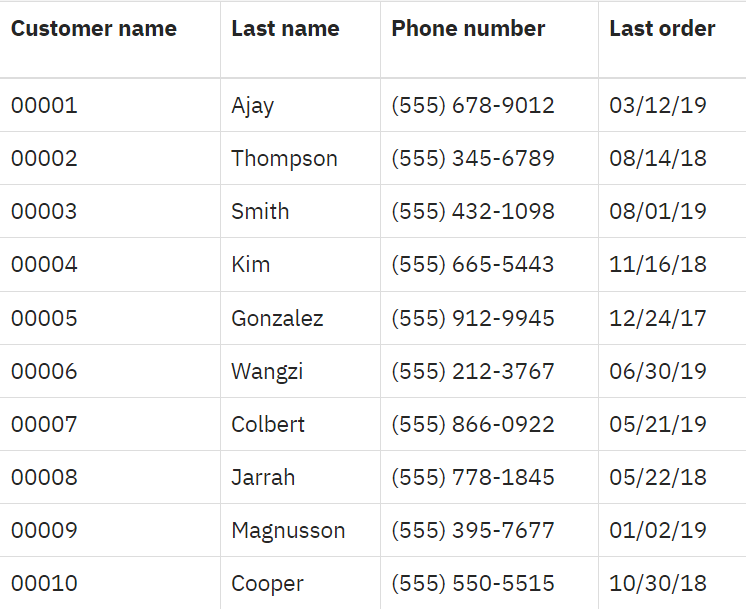 Customer name Last name Phone number Last order
00001 Ajay (555) 678-9012 03/12/19
00002 Thompson (555) 345-6789 08/14/18
00003 Smith (555) 432-1098 08/01/19
00004 Kim (555) 665-5443 11/16/18
00005 Gonzalez (555) 912-9945 12/24/17
00006 Wangzi (555) 212-3767 06/30/19
00007 Colbert (555) 866-0922 05/21/19
00008 Jarrah (555) 778-1845 05/22/18
00009 Magnusson (555) 395-7677 01/02/19
00010 Cooper (555) 550-5515 10/30/18